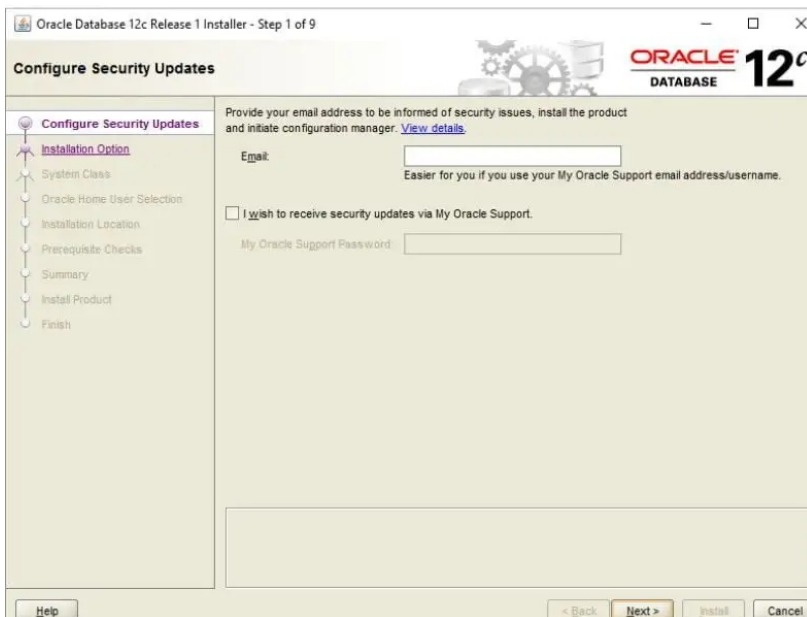 Oracle Database 12c Release 1 Installer - Step 1 of 9
Configure Security Updates
ORACLE
DATABASE
12c
Configure Security Updates
Installation Option
System Class
Oracle Home User Selection
Installation Location
Prerequisite Checks
Summary
Install Product
Finish
Provide your email address to be informed of security issues, install the product
and initiate configuration manager. View details.
Email:
Easier for you if you use your My Oracle Support email address/username.
I wish to receive security updates via My Oracle Support.
My Oracle Support Password:
Help
< Back
Next >
Install
Cancel